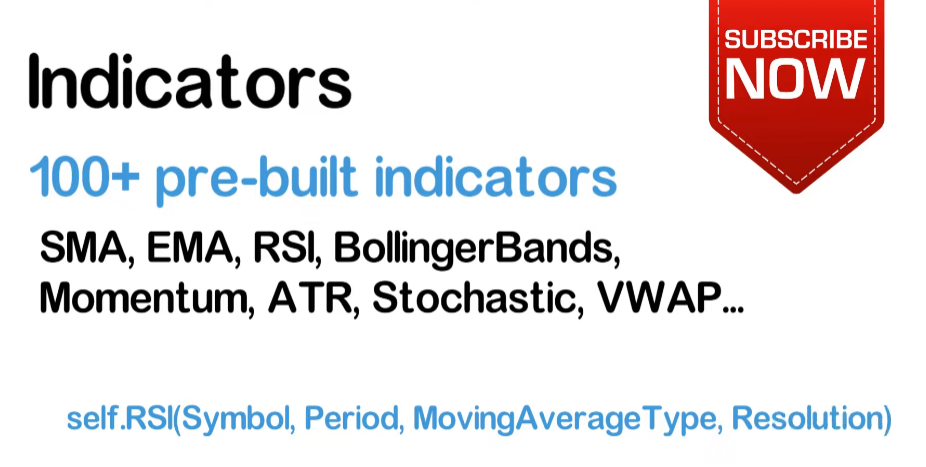 SUBSCRIBE
NOW
Indicators
100+ pre-built indicators
SMA, EMA, RSI, BollingerBands,
Momentum, ATR, Stochastic, VWAP...
self.RSI(Symbol, Period, MovingAverageType, Resolution)